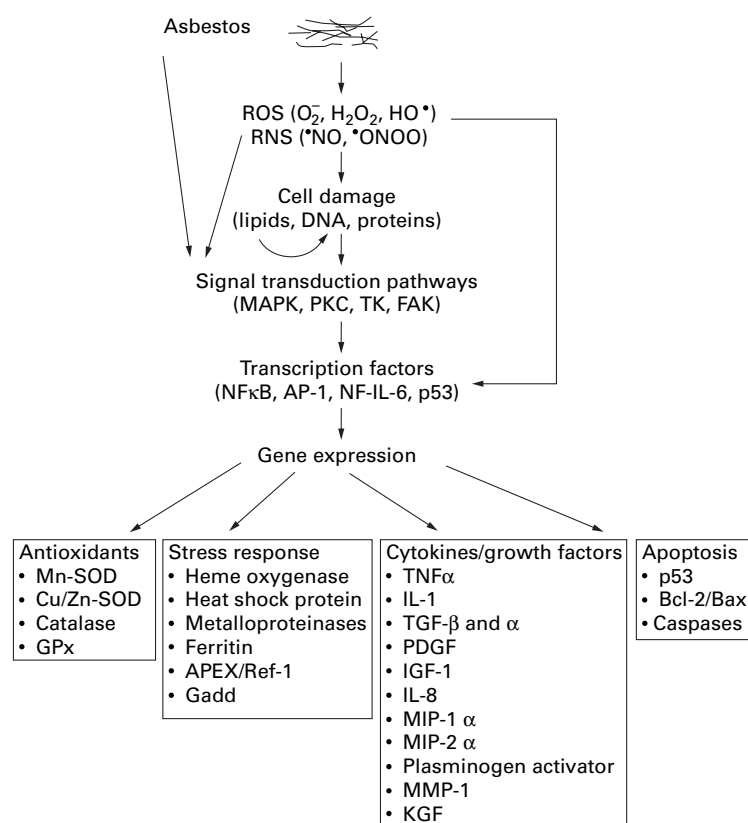 Asbestos
ROS (O₂⁻, H₂O₂, HO•)
RNS (•NO, •ONOO)
Cell damage
(lipids, DNA, proteins)
Signal transduction pathways
(MAPK, PKC, TK, FAK)
Transcription factors
(NFκB, AP-1, NF-IL-6, p53)
Gene expression
Antioxidants
• Mn-SOD
• Cu/Zn-SOD
• Catalase
• GPx
Stress response
• Heme oxygenase
• Heat shock protein
• Metalloproteinases
• Ferritin
• APEX/Ref-1
• Gadd
Cytokines/growth factors
• TNFα
• IL-1
• TGF-β and α
• PDGF
• IGF-1
• IL-8
• MIP-1 α
• MIP-2 α
• Plasminogen activator
• MMP-1
• KGF
Apoptosis
• p53
• Bcl-2/Bax
• Caspases